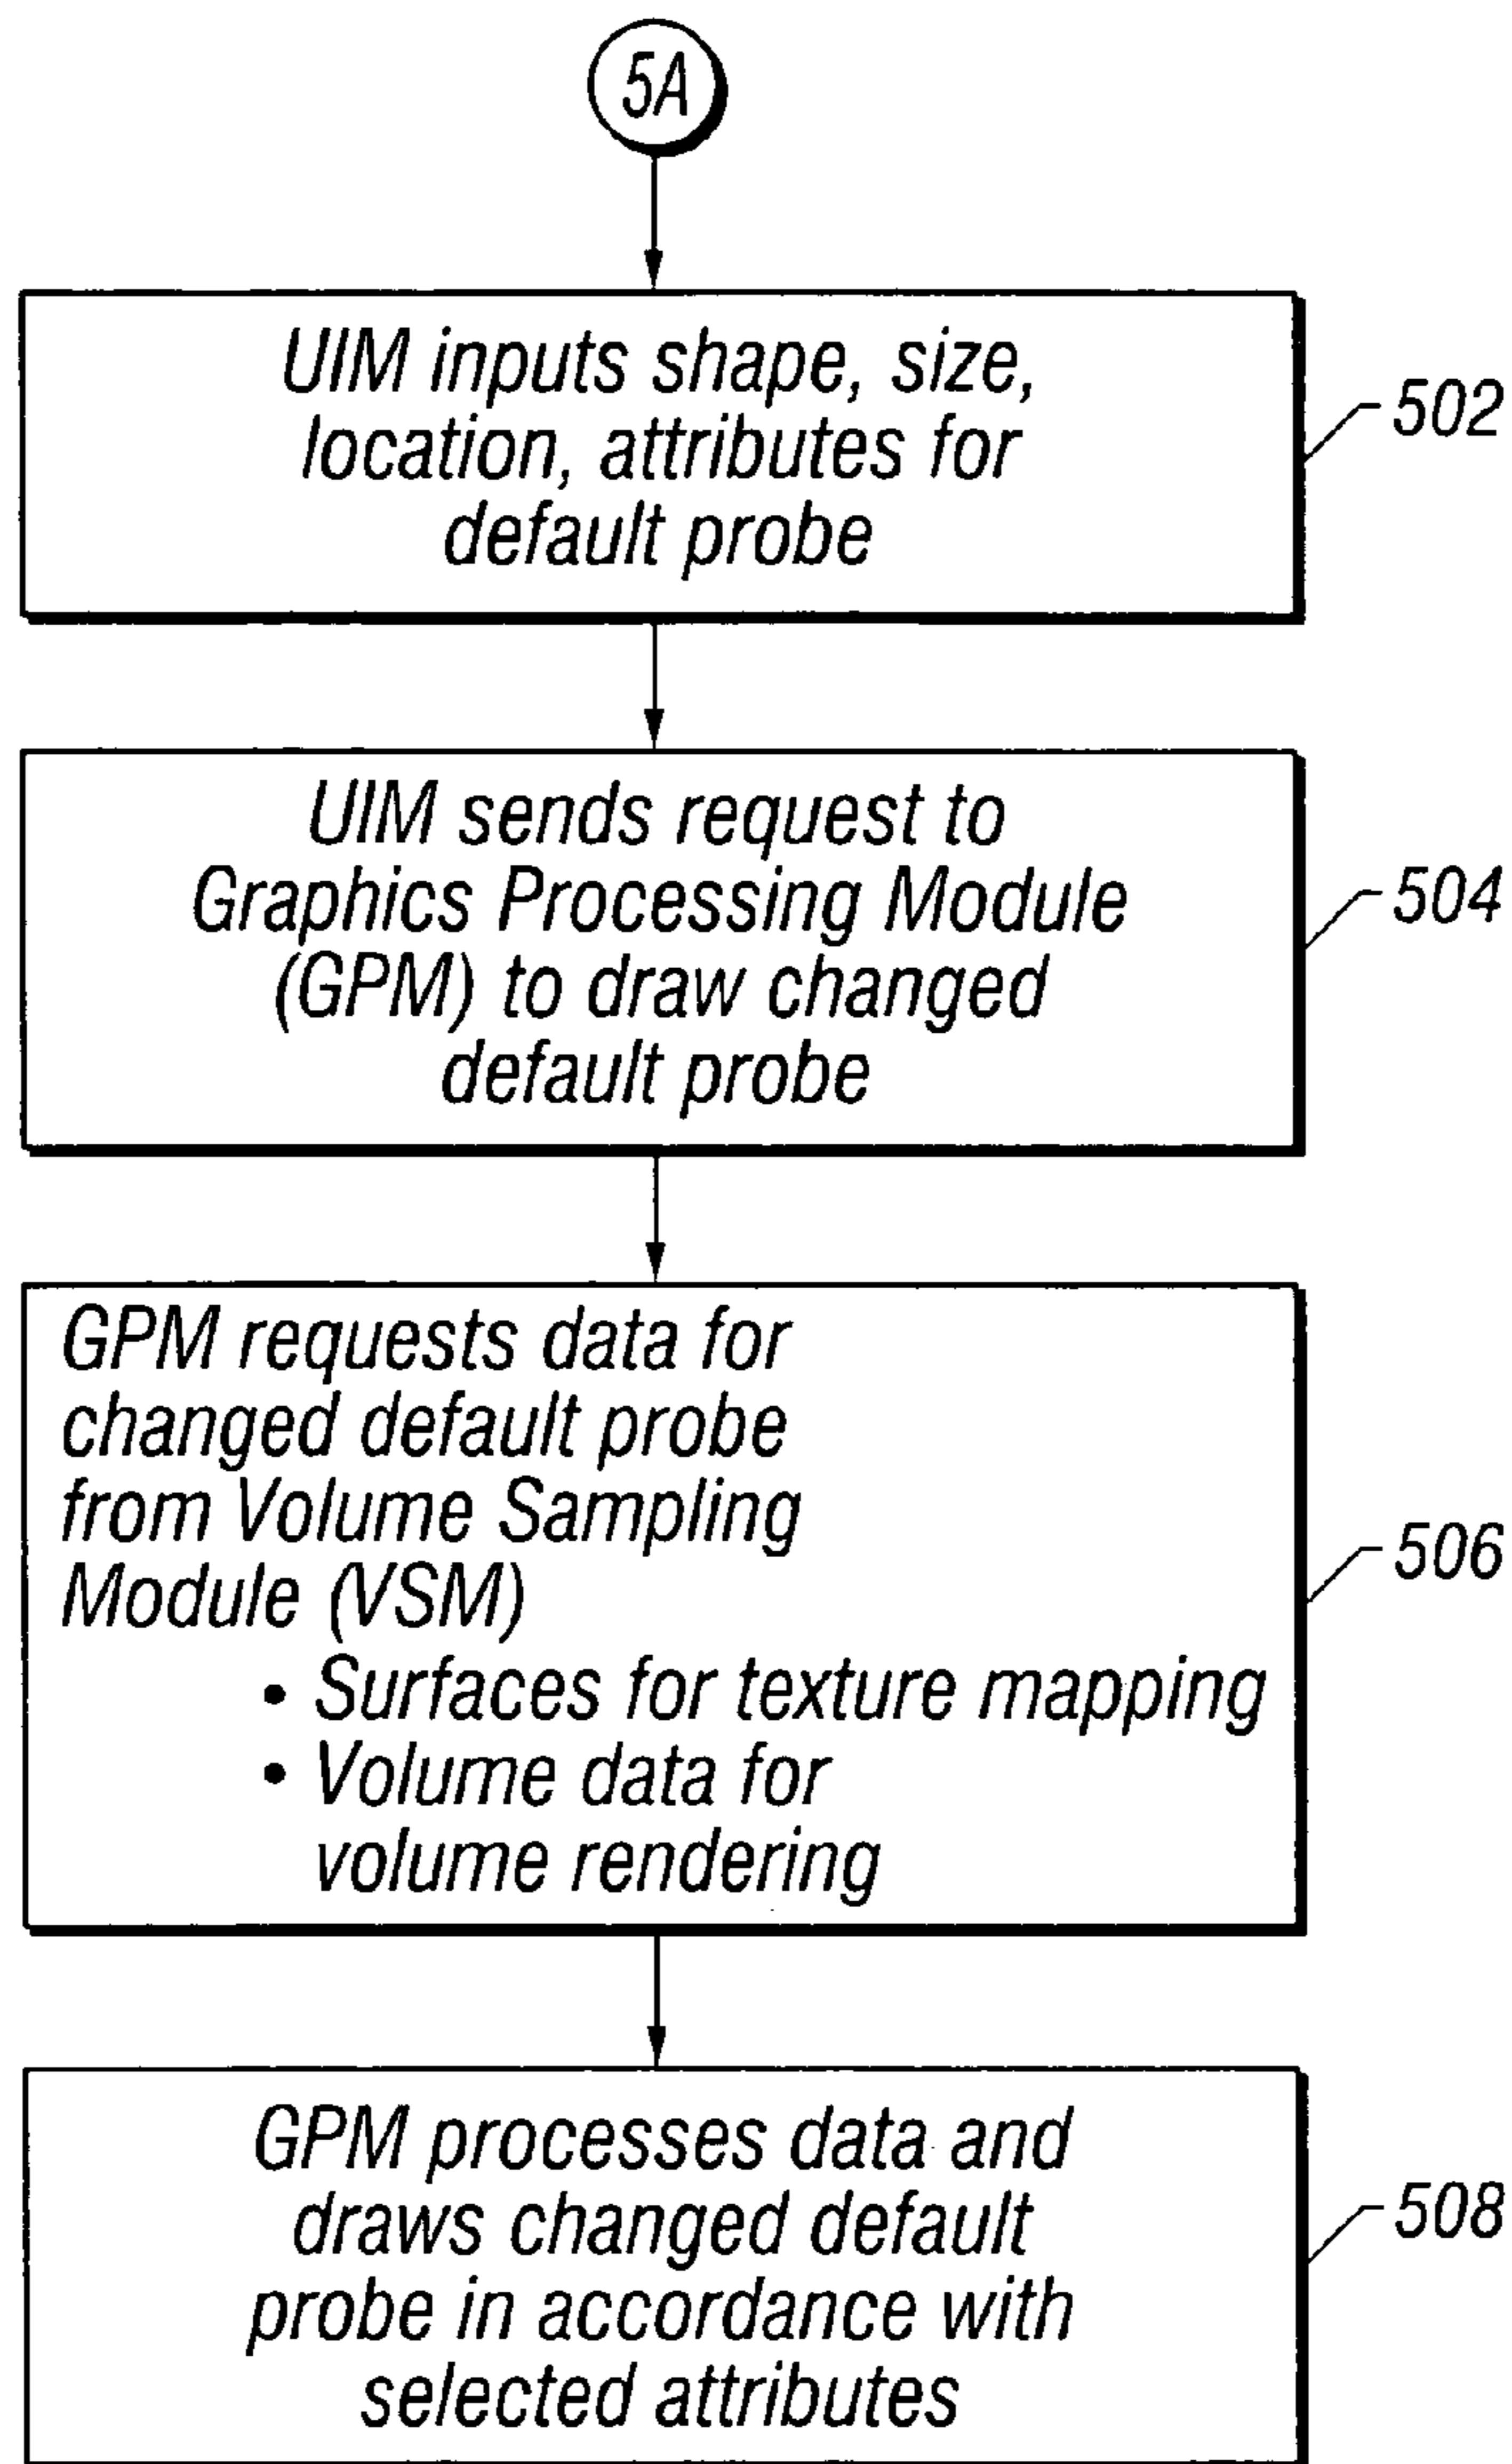 5A
UIM inputs shape, size,
location, attributes for
default probe
502
UIM sends request to
Graphics Processing Module
(GPM) to draw changed
default probe
504
GPM requests data for
changed default probe
from Volume Sampling
Module (VSM)
• Surfaces for texture mapping
• Volume data for
volume rendering
506
GPM processes data and
draws changed default
probe in accordance with
selected attributes
508